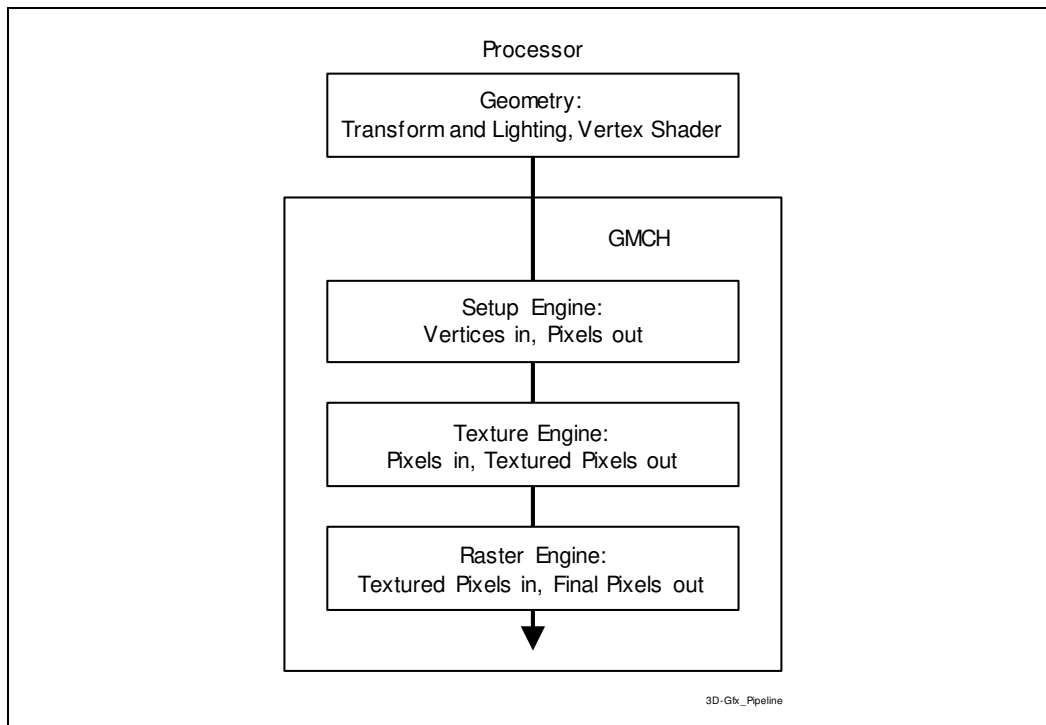 Processor
Geometry:
Transform and Lighting, Vertex Shader
GMCH
Setup Engine:
Vertices in, Pixels out
Texture Engine:
Pixels in, Textured Pixels out
Raster Engine:
Textured Pixels in, Final Pixels out
3D-Gfx_Pipeline